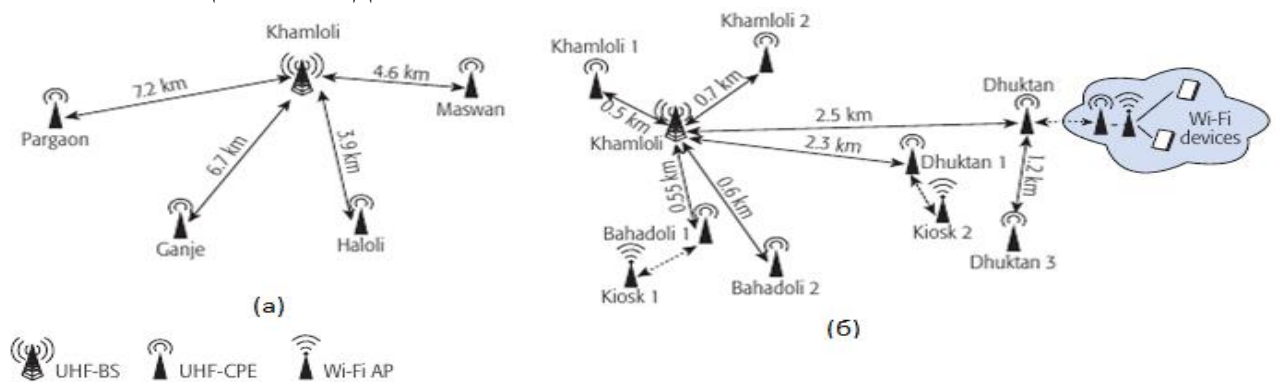 Khamloli
7.2 km
4.6 km
Maswan
Pargaon
6.7 km
3.9 km
Ganje
Haloli
(а)
Khamloli 2
Khamloli 1
0.7 km
0.5 km
Khamloli
2.5 km
2.3 km
Dhuktan
Wi-Fi
devices
Dhuktan 1
1.2 km
0.55 km
0.6 km
Bahadoli 1
Kiosk 2
Kiosk 1
Bahadoli 2
Dhuktan 3
(б)
UHF-BS
UHF-CPE
Wi-Fi AP